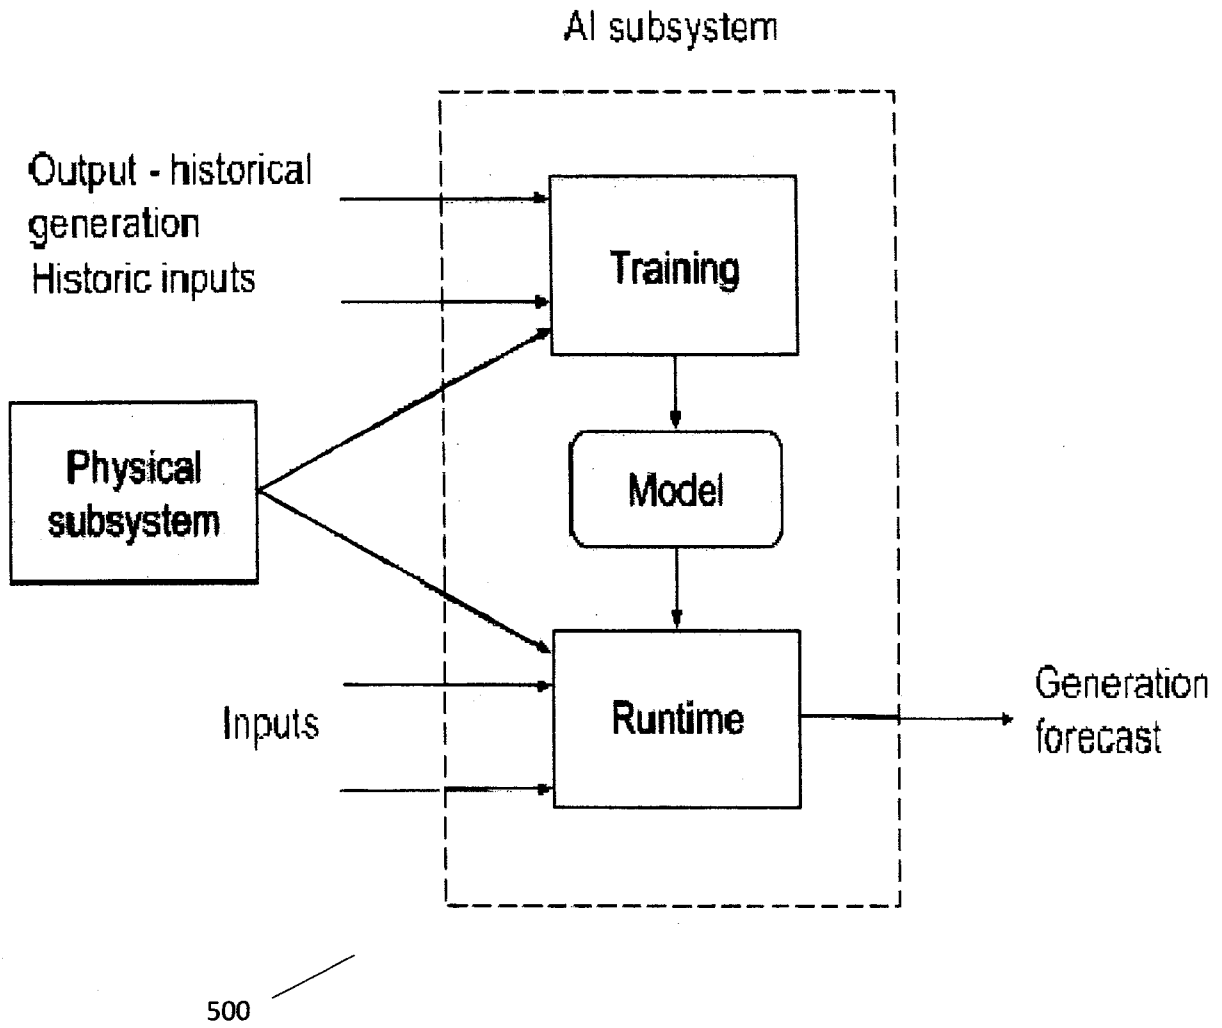 AI subsystem
Output - historical
generation
Historic inputs
Training
Physical
subsystem
Model
Inputs
Runtime
Generation
forecast
500